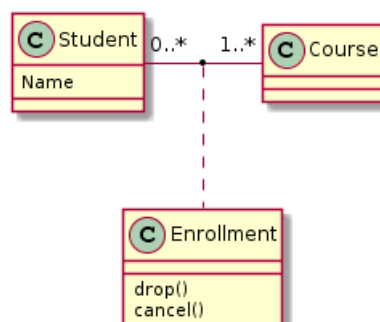 C Student
0..*
1..*
C Course
Name
C Enrollment
drop()
cancel()